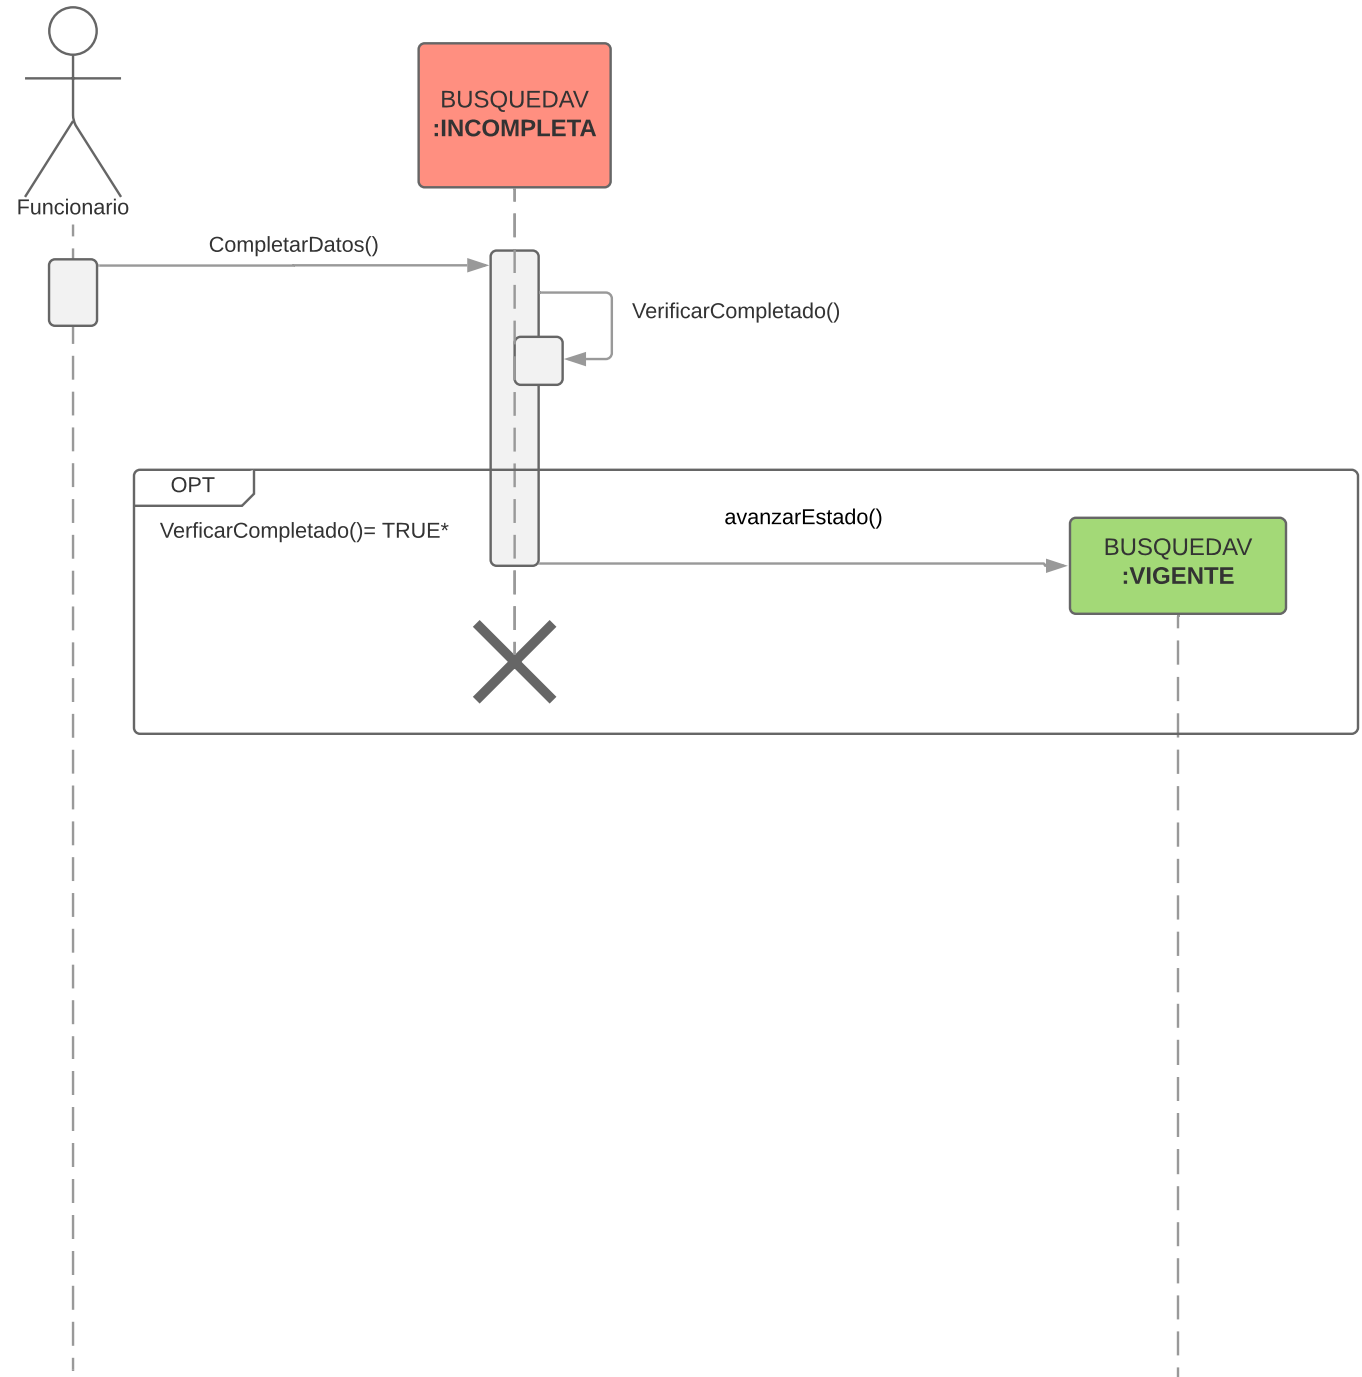 Funcionario
BUSQUEDAV
:INCOMPLETA
CompletarDatos()
VerificarCompletado()
OPT
VerficarCompletado()= TRUE*
avanzarEstado()
BUSQUEDAV
:VIGENTE